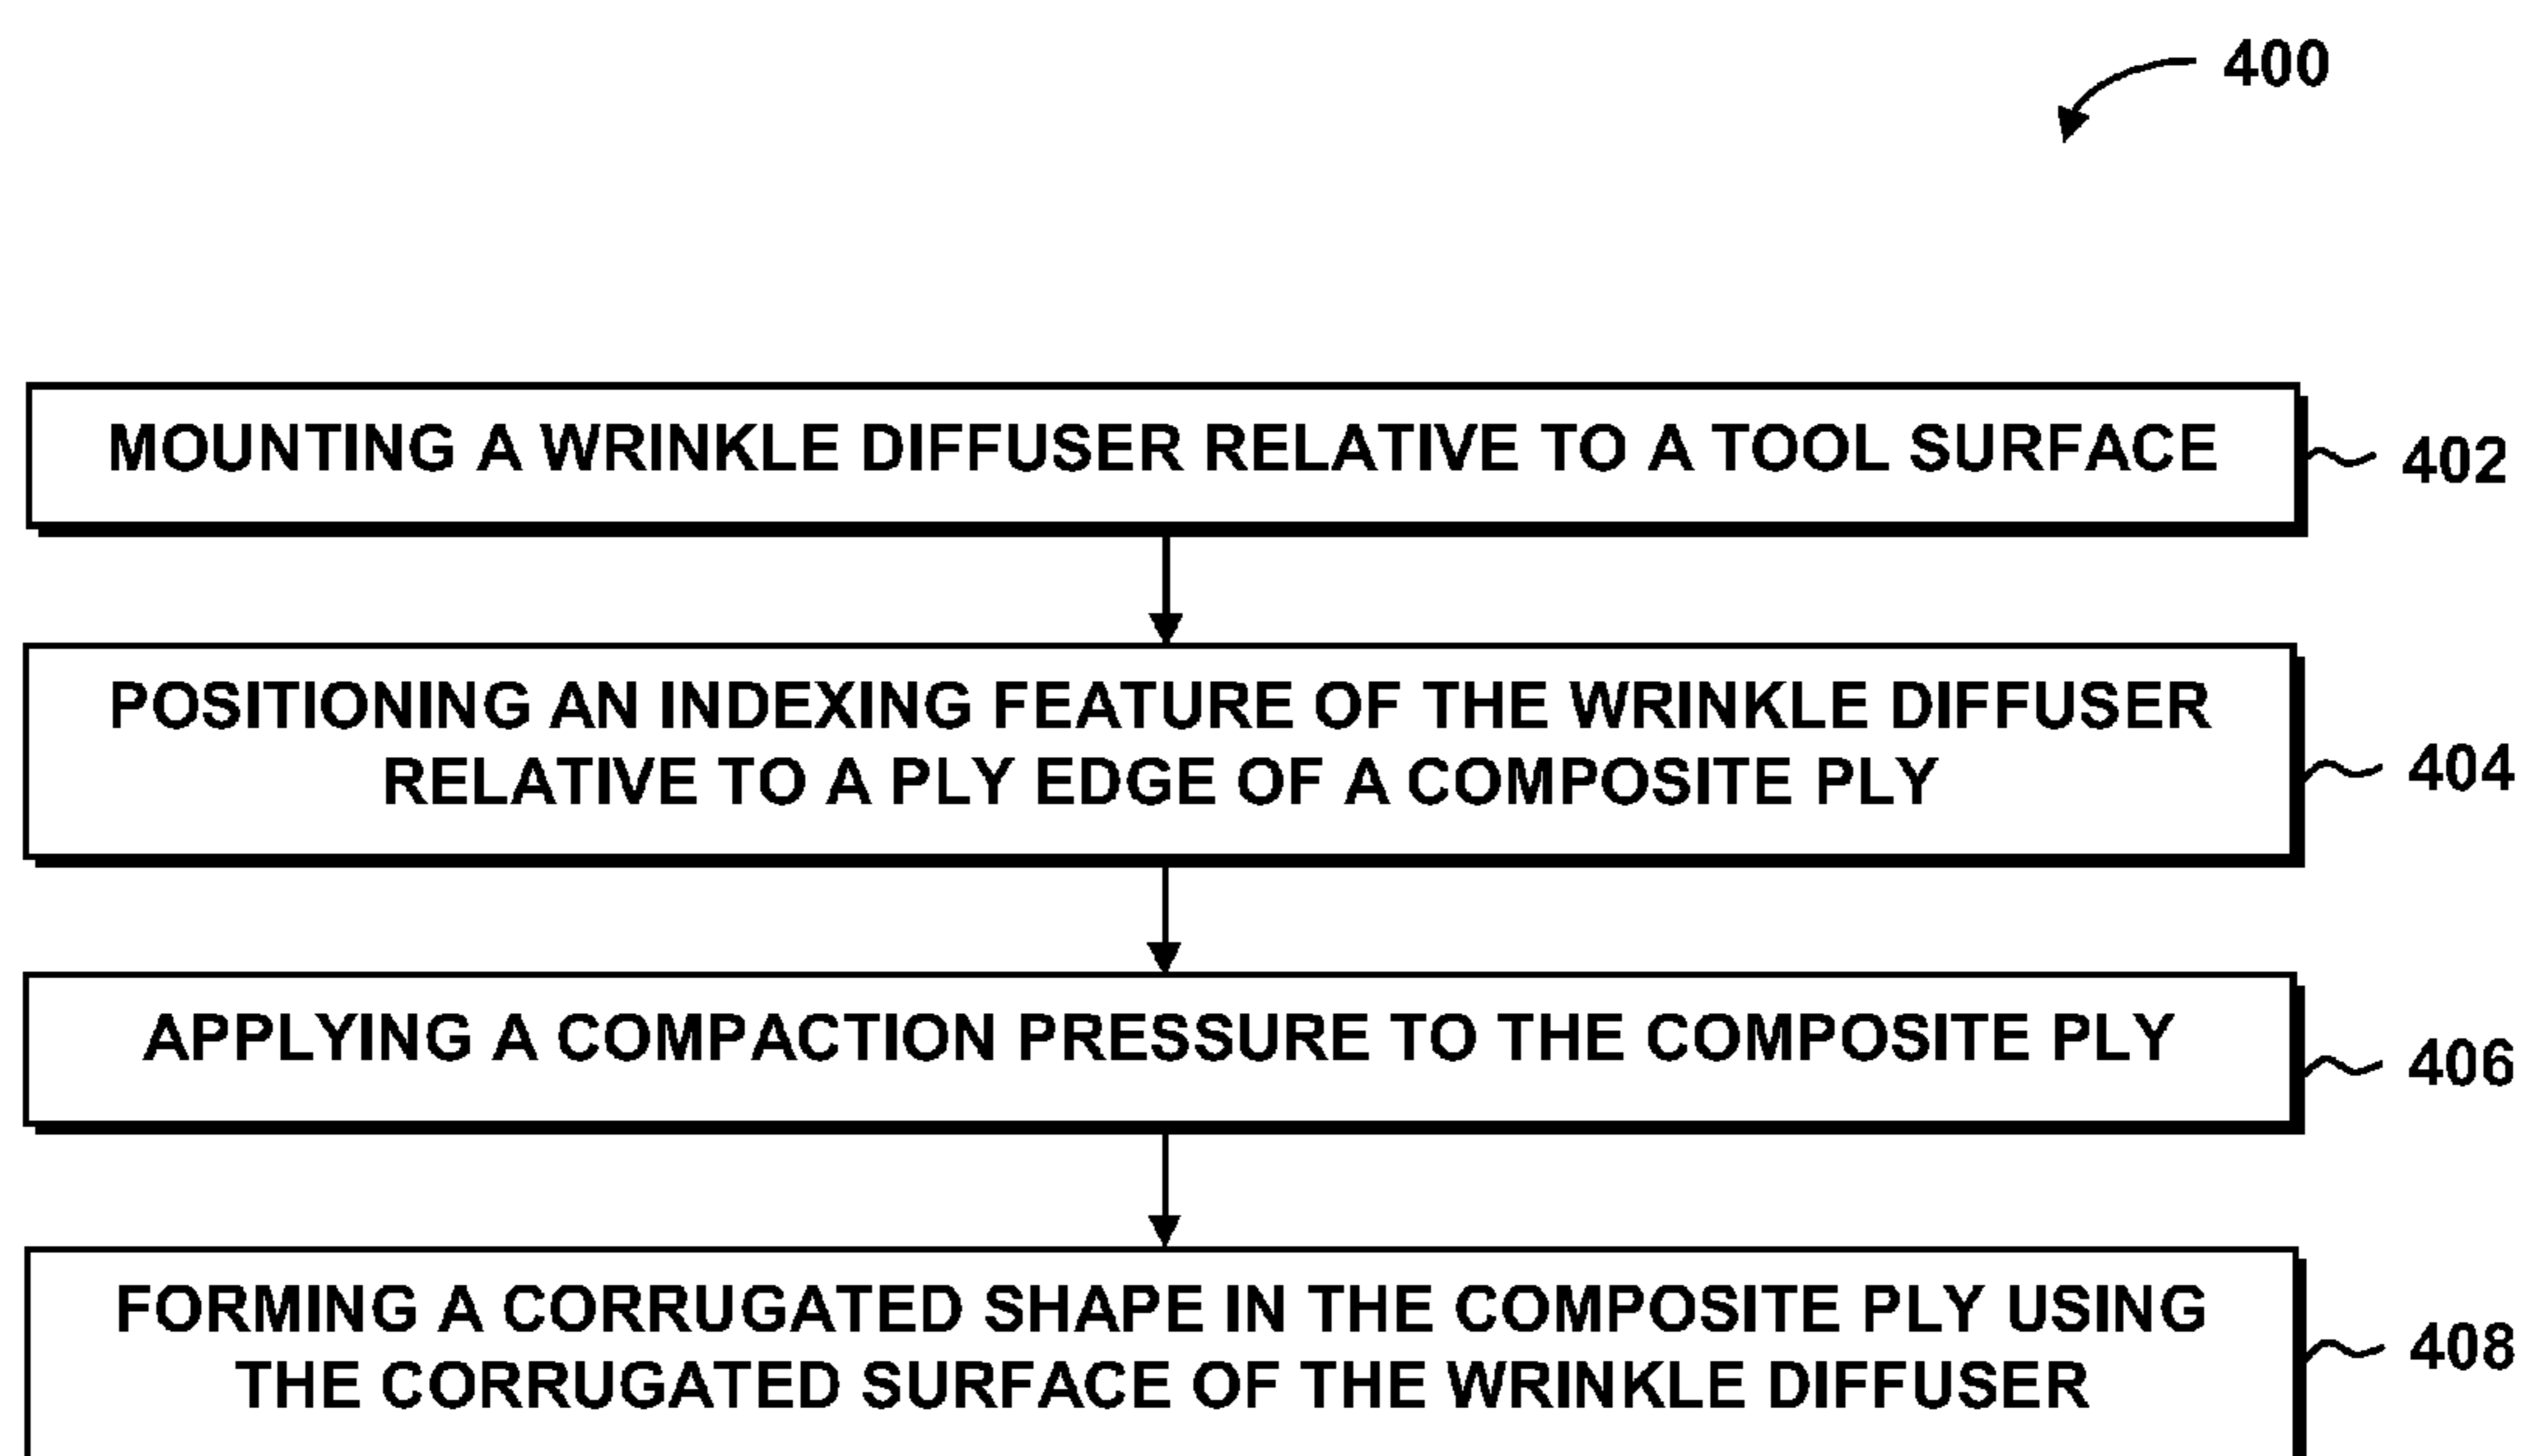 400
MOUNTING A WRINKLE DIFFUSER RELATIVE TO A TOOL SURFACE
402
POSITIONING AN INDEXING FEATURE OF THE WRINKLE DIFFUSER
RELATIVE TO A PLY EDGE OF A COMPOSITE PLY
404
APPLYING A COMPACTION PRESSURE TO THE COMPOSITE PLY
406
FORMING A CORRUGATED SHAPE IN THE COMPOSITE PLY USING
THE CORRUGATED SURFACE OF THE WRINKLE DIFFUSER
408